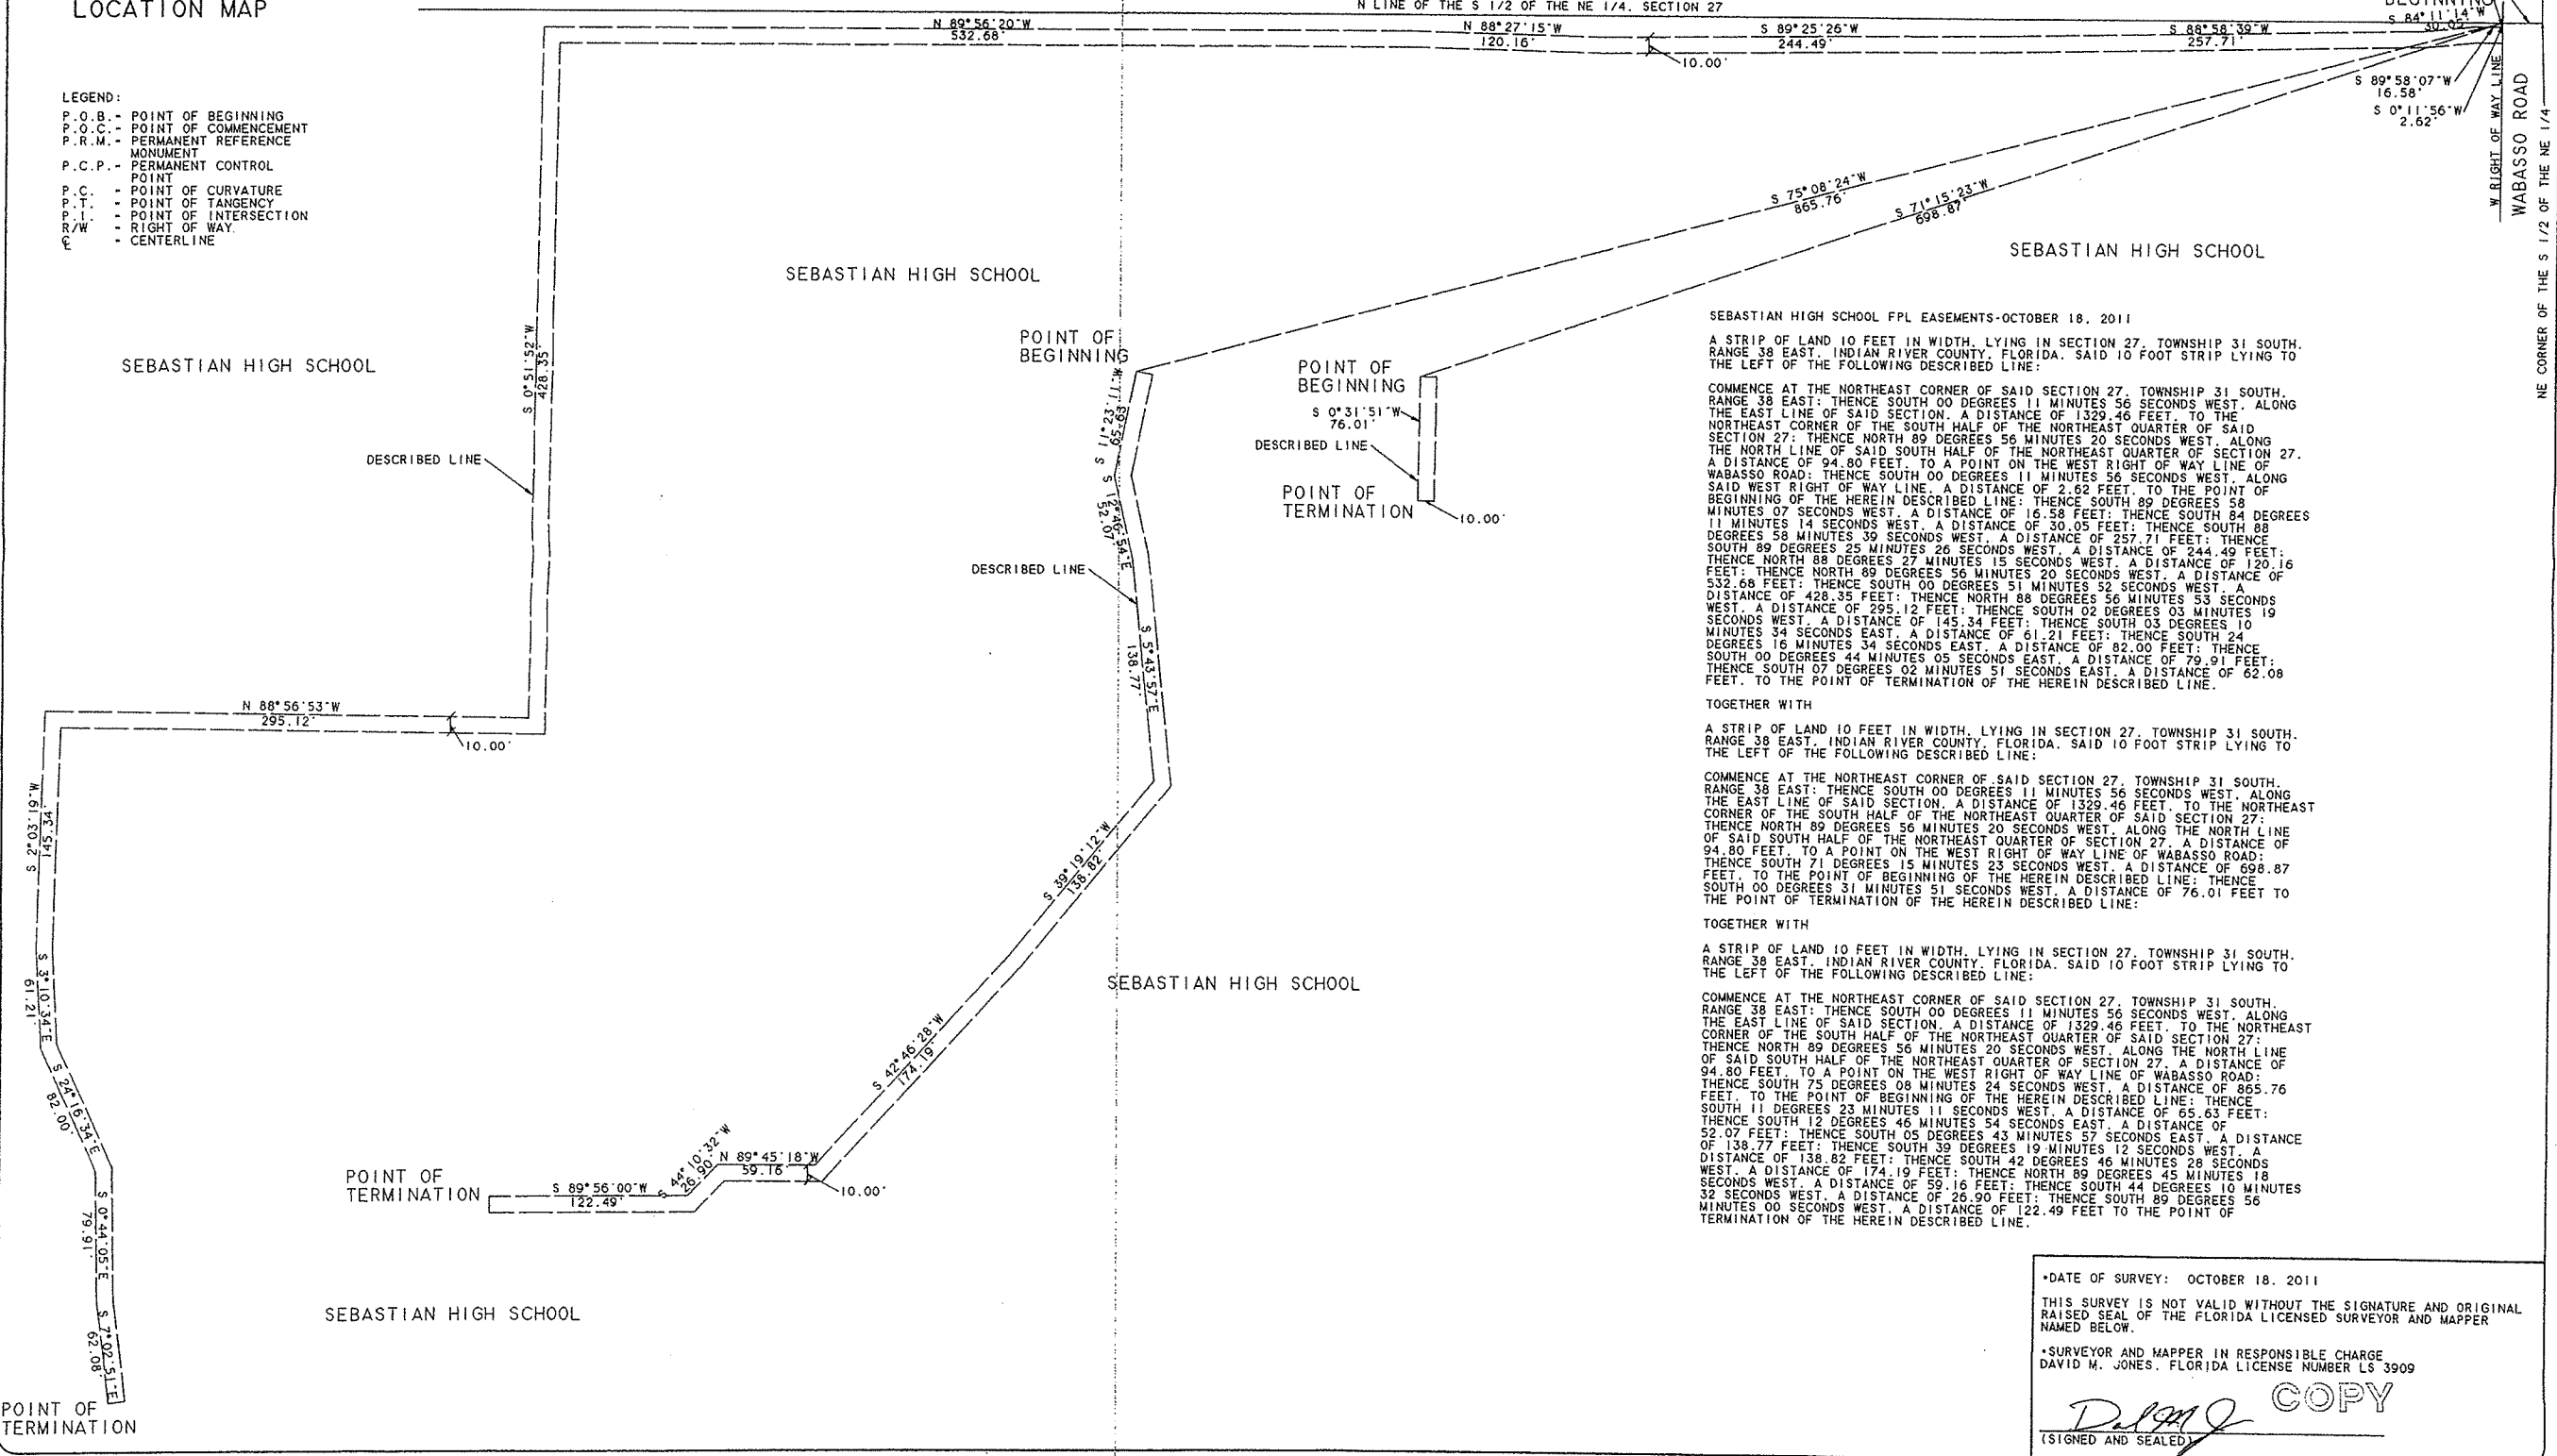 LOCATION MAP
N LINE OF THE S 1/2 OF THE NE 1/4, SECTION 27
BEGINNING
S 84°11'14"W
30.05'
N 89°56'20"W
532.68'
N 88°27'15"W
120.16'
S 89°25'26"W
244.49'
S 88°58'39"W
257.71'
10.00'
S 89°58'07"W
16.58'
S 0°11'56"W
2.62'
W RIGHT OF WAY LINE
WABASSO ROAD
NE CORNER OF THE S 1/2 OF THE NE 1/4
LEGEND:
P.O.B.- POINT OF BEGINNING
P.O.C.- POINT OF COMMENCEMENT
P.R.M.- PERMANENT REFERENCE
MONUMENT
P.C.P.- PERMANENT CONTROL
POINT
P.C. - POINT OF CURVATURE
P.T. - POINT OF TANGENCY
P.I. - POINT OF INTERSECTION
R/W - RIGHT OF WAY.
℄ - CENTERLINE
S 75°08'24"W
865.76'
S 71°15'23"W
698.87'
SEBASTIAN HIGH SCHOOL
SEBASTIAN HIGH SCHOOL
SEBASTIAN HIGH SCHOOL
S 0°51'52"W
428.35'
DESCRIBED LINE
POINT OF
BEGINNING
S 11°23'11"W
65.63'
S 12°46'54"E
52.07'
DESCRIBED LINE
S 5°43'57"E
138.77'
POINT OF
BEGINNING
S 0°31'51"W
76.01'
DESCRIBED LINE
POINT OF
TERMINATION
10.00'
N 88°56'53"W
295.12'
10.00'
S 2°03'19"W
145.34'
S 3°10'34"E
61.21'
S 24°16'34"E
82.00'
S 0°44'05"E
79.91'
S 7°02'51"E
62.08'
POINT OF
TERMINATION
S 39°19'12"W
138.82'
S 42°46'28"W
174.19'
SEBASTIAN HIGH SCHOOL
N 89°45'18"W
59.16'
S 44°10'32"W
26.90'
S 89°56'00"W
122.49'
10.00'
POINT OF
TERMINATION
SEBASTIAN HIGH SCHOOL
SEBASTIAN HIGH SCHOOL FPL EASEMENTS-OCTOBER 18, 2011
A STRIP OF LAND 10 FEET IN WIDTH, LYING IN SECTION 27, TOWNSHIP 31 SOUTH,
RANGE 38 EAST, INDIAN RIVER COUNTY, FLORIDA. SAID 10 FOOT STRIP LYING TO
THE LEFT OF THE FOLLOWING DESCRIBED LINE:
COMMENCE AT THE NORTHEAST CORNER OF SAID SECTION 27, TOWNSHIP 31 SOUTH,
RANGE 38 EAST; THENCE SOUTH 00 DEGREES 11 MINUTES 56 SECONDS WEST, ALONG
THE EAST LINE OF SAID SECTION, A DISTANCE OF 1329.46 FEET, TO THE
NORTHEAST CORNER OF THE SOUTH HALF OF THE NORTHEAST QUARTER OF SAID
SECTION 27; THENCE NORTH 89 DEGREES 56 MINUTES 20 SECONDS WEST, ALONG
THE NORTH LINE OF SAID SOUTH HALF OF THE NORTHEAST QUARTER OF SECTION 27,
A DISTANCE OF 94.80 FEET, TO A POINT ON THE WEST RIGHT OF WAY LINE OF
WABASSO ROAD; THENCE SOUTH 00 DEGREES 11 MINUTES 56 SECONDS WEST, ALONG
SAID WEST RIGHT OF WAY LINE, A DISTANCE OF 2.62 FEET, TO THE POINT OF
BEGINNING OF THE HEREIN DESCRIBED LINE; THENCE SOUTH 89 DEGREES 58
MINUTES 07 SECONDS WEST, A DISTANCE OF 16.58 FEET; THENCE SOUTH 84 DEGREES
11 MINUTES 14 SECONDS WEST, A DISTANCE OF 30.05 FEET; THENCE SOUTH 88
DEGREES 58 MINUTES 39 SECONDS WEST, A DISTANCE OF 257.71 FEET; THENCE
SOUTH 89 DEGREES 25 MINUTES 26 SECONDS WEST, A DISTANCE OF 244.49 FEET;
THENCE NORTH 88 DEGREES 27 MINUTES 15 SECONDS WEST, A DISTANCE OF 120.16
FEET; THENCE NORTH 89 DEGREES 56 MINUTES 20 SECONDS WEST, A DISTANCE OF
532.68 FEET; THENCE SOUTH 00 DEGREES 51 MINUTES 52 SECONDS WEST, A
DISTANCE OF 428.35 FEET; THENCE NORTH 88 DEGREES 56 MINUTES 53 SECONDS
WEST, A DISTANCE OF 295.12 FEET; THENCE SOUTH 02 DEGREES 03 MINUTES 19
SECONDS WEST, A DISTANCE OF 145.34 FEET; THENCE SOUTH 03 DEGREES 10
MINUTES 34 SECONDS EAST, A DISTANCE OF 61.21 FEET; THENCE SOUTH 24
DEGREES 16 MINUTES 34 SECONDS EAST, A DISTANCE OF 82.00 FEET; THENCE
SOUTH 00 DEGREES 44 MINUTES 05 SECONDS EAST, A DISTANCE OF 79.91 FEET;
THENCE SOUTH 07 DEGREES 02 MINUTES 51 SECONDS EAST, A DISTANCE OF 62.08
FEET, TO THE POINT OF TERMINATION OF THE HEREIN DESCRIBED LINE.
TOGETHER WITH
A STRIP OF LAND 10 FEET IN WIDTH, LYING IN SECTION 27, TOWNSHIP 31 SOUTH,
RANGE 38 EAST, INDIAN RIVER COUNTY, FLORIDA. SAID 10 FOOT STRIP LYING TO
THE LEFT OF THE FOLLOWING DESCRIBED LINE:
COMMENCE AT THE NORTHEAST CORNER OF SAID SECTION 27, TOWNSHIP 31 SOUTH,
RANGE 38 EAST; THENCE SOUTH 00 DEGREES 11 MINUTES 56 SECONDS WEST, ALONG
THE EAST LINE OF SAID SECTION, A DISTANCE OF 1329.46 FEET, TO THE NORTHEAST
CORNER OF THE SOUTH HALF OF THE NORTHEAST QUARTER OF SAID SECTION 27;
THENCE NORTH 89 DEGREES 56 MINUTES 20 SECONDS WEST, ALONG THE NORTH LINE
OF SAID SOUTH HALF OF THE NORTHEAST QUARTER OF SECTION 27, A DISTANCE OF
94.80 FEET, TO A POINT ON THE WEST RIGHT OF WAY LINE OF WABASSO ROAD;
THENCE SOUTH 71 DEGREES 15 MINUTES 23 SECONDS WEST, A DISTANCE OF 698.87
FEET, TO THE POINT OF BEGINNING OF THE HEREIN DESCRIBED LINE; THENCE
SOUTH 00 DEGREES 31 MINUTES 51 SECONDS WEST, A DISTANCE OF 76.01 FEET TO
THE POINT OF TERMINATION OF THE HEREIN DESCRIBED LINE:
TOGETHER WITH
A STRIP OF LAND 10 FEET IN WIDTH, LYING IN SECTION 27, TOWNSHIP 31 SOUTH,
RANGE 38 EAST, INDIAN RIVER COUNTY, FLORIDA. SAID 10 FOOT STRIP LYING TO
THE LEFT OF THE FOLLOWING DESCRIBED LINE:
COMMENCE AT THE NORTHEAST CORNER OF SAID SECTION 27, TOWNSHIP 31 SOUTH,
RANGE 38 EAST; THENCE SOUTH 00 DEGREES 11 MINUTES 56 SECONDS WEST, ALONG
THE EAST LINE OF SAID SECTION, A DISTANCE OF 1329.46 FEET, TO THE NORTHEAST
CORNER OF THE SOUTH HALF OF THE NORTHEAST QUARTER OF SAID SECTION 27;
THENCE NORTH 89 DEGREES 56 MINUTES 20 SECONDS WEST, ALONG THE NORTH LINE
OF SAID SOUTH HALF OF THE NORTHEAST QUARTER OF SECTION 27, A DISTANCE OF
94.80 FEET, TO A POINT ON THE WEST RIGHT OF WAY LINE OF WABASSO ROAD;
THENCE SOUTH 75 DEGREES 08 MINUTES 24 SECONDS WEST, A DISTANCE OF 865.76
FEET, TO THE POINT OF BEGINNING OF THE HEREIN DESCRIBED LINE; THENCE
SOUTH 11 DEGREES 23 MINUTES 11 SECONDS WEST, A DISTANCE OF 65.63 FEET;
THENCE SOUTH 12 DEGREES 46 MINUTES 54 SECONDS EAST, A DISTANCE OF
52.07 FEET; THENCE SOUTH 05 DEGREES 43 MINUTES 57 SECONDS EAST, A DISTANCE
OF 138.77 FEET; THENCE SOUTH 39 DEGREES 19 MINUTES 12 SECONDS WEST, A
DISTANCE OF 138.82 FEET; THENCE SOUTH 42 DEGREES 46 MINUTES 28 SECONDS
WEST, A DISTANCE OF 174.19 FEET; THENCE NORTH 89 DEGREES 45 MINUTES 18
SECONDS WEST, A DISTANCE OF 59.16 FEET; THENCE SOUTH 44 DEGREES 10 MINUTES
32 SECONDS WEST, A DISTANCE OF 26.90 FEET; THENCE SOUTH 89 DEGREES 56
MINUTES 00 SECONDS WEST, A DISTANCE OF 122.49 FEET TO THE POINT OF
TERMINATION OF THE HEREIN DESCRIBED LINE.
•DATE OF SURVEY: OCTOBER 18, 2011
THIS SURVEY IS NOT VALID WITHOUT THE SIGNATURE AND ORIGINAL
RAISED SEAL OF THE FLORIDA LICENSED SURVEYOR AND MAPPER
NAMED BELOW.
•SURVEYOR AND MAPPER IN RESPONSIBLE CHARGE
DAVID M. JONES, FLORIDA LICENSE NUMBER LS 3909
COPY
(SIGNED AND SEALED)